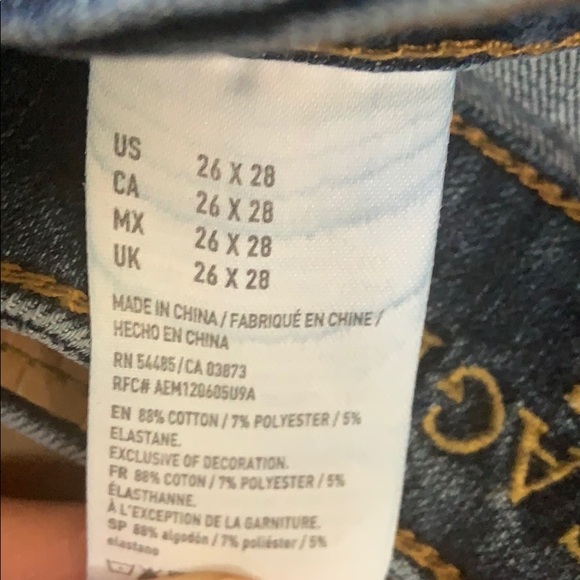 US 26 X 28
CA 26 X 28
MX 26 X 28
UK 26 X 28
MADE IN CHINA / FABRIQUÉ EN CHINE /
HECHO EN CHINA
RN 54485 / CA 03873
RFC# AEM120605U9A
EN 88% COTTON / 7% POLYESTER / 5%
ELASTANE.
EXCLUSIVE OF DECORATION.
FR 88% COTON / 7% POLYESTER / 5%
ÉLASTHANNE.
À L'EXCEPTION DE LA GARNITURE.
SP 88% algodón / 7% poliéster / 5%
elastano